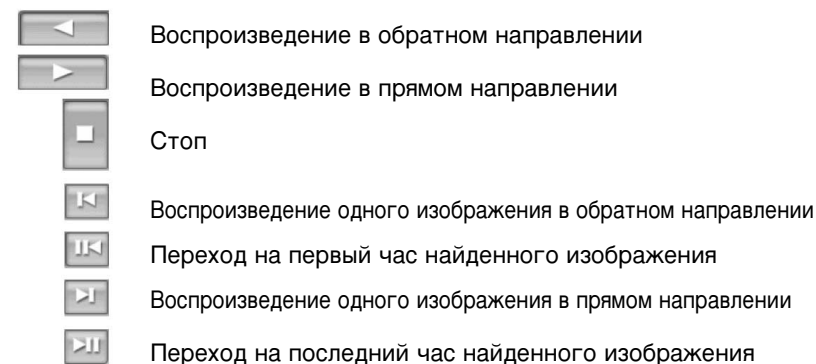 Воспроизведение в обратном направлении
Воспроизведение в прямом направлении
Стоп
Воспроизведение одного изображения в обратном направлении
Переход на первый час найденного изображения
Воспроизведение одного изображения в прямом направлении
Переход на последний час найденного изображения